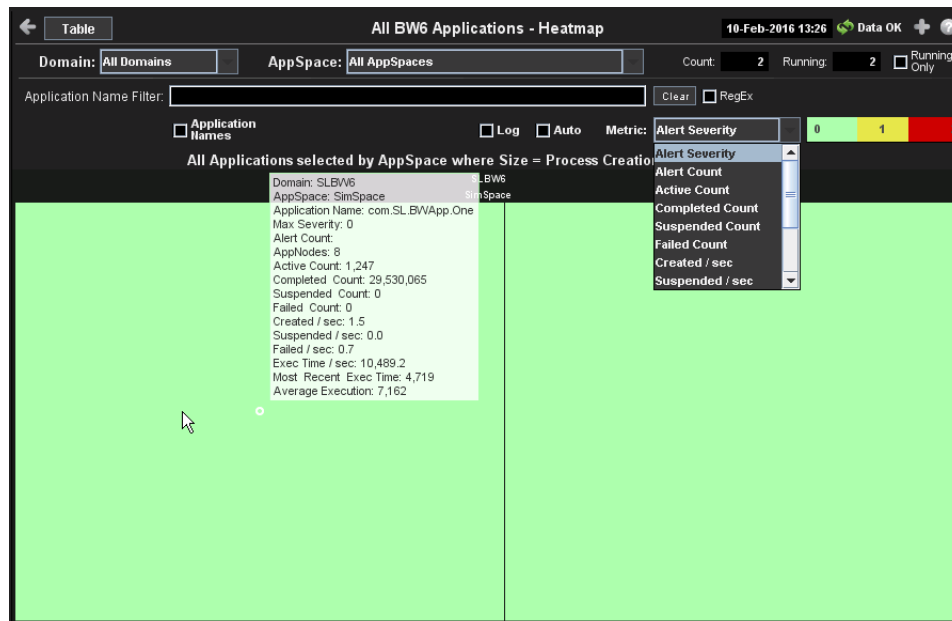 Table All BW6 Applications - Heatmap 10-Feb-2016 13:26 Data OK
Domain: All Domains AppSpace: All AppSpaces Count: 2 Running: 2 Running Only
Application Name Filter: Clear RegEx
Application Names Log Auto Metric: Alert Severity 0 1
All Applications selected by AppSpace where Size = Process
SLBW6
SimSpace
Domain: SLBW6
AppSpace: SimSpace
Application Name: com.SL.BWApp.One
Max Severity: 0
Alert Count:
AppNodes: 8
Active Count: 1,247
Completed Count: 29,530,065
Suspended Count: 0
Failed Count: 0
Created / sec: 1.5
Suspended / sec: 0.0
Failed / sec: 0.7
Exec Time / sec: 10,489.2
Most Recent Exec Time: 4,719
Average Execution: 7,162
Alert Severity
Alert Count
Active Count
Completed Count
Suspended Count
Failed Count
Created / sec
Suspended / sec